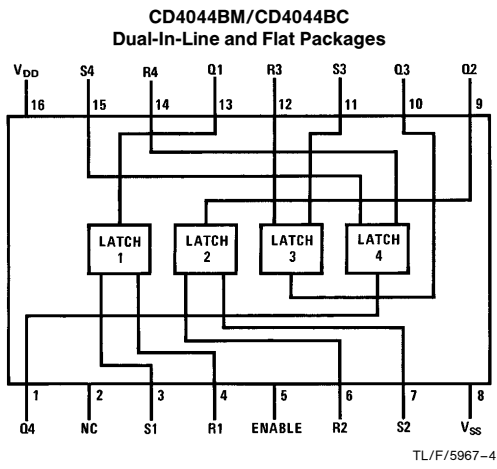 CD4044BM/CD4044BC
Dual-In-Line and Flat Packages
VDD S4 R4 Q1 R3 S3 Q3 Q2
16 15 14 13 12 11 10 9
LATCH 1
LATCH 2
LATCH 3
LATCH 4
1 2 3 4 5 6 7 8
Q4 NC S1 R1 ENABLE R2 S2 VSS
TL/F/5967–4